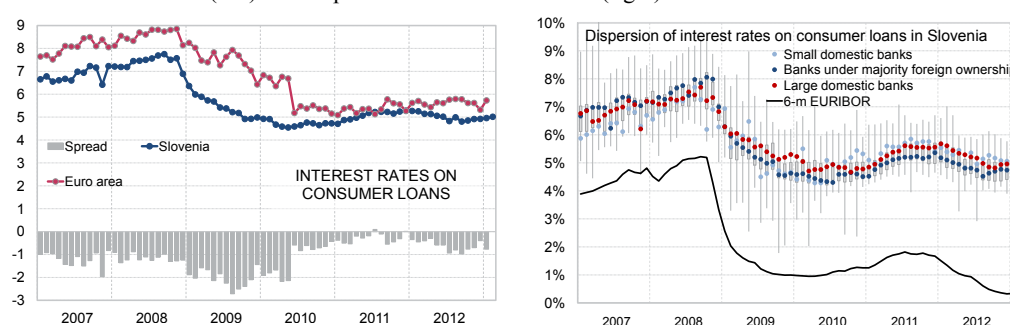 9
8
7
6
5
4
3
2
1
0
-1
-2
-3
Spread
Slovenia
Euro area
INTEREST RATES ON
CONSUMER LOANS
2007 2008 2009 2010 2011 2012
10%
9%
8%
7%
6%
5%
4%
3%
2%
1%
0%
Dispersion of interest rates on consumer loans in Slovenia
Small domestic banks
Banks under majority foreign ownership
Large domestic banks
6-m EURIBOR
2007 2008 2009 2010 2011 2012